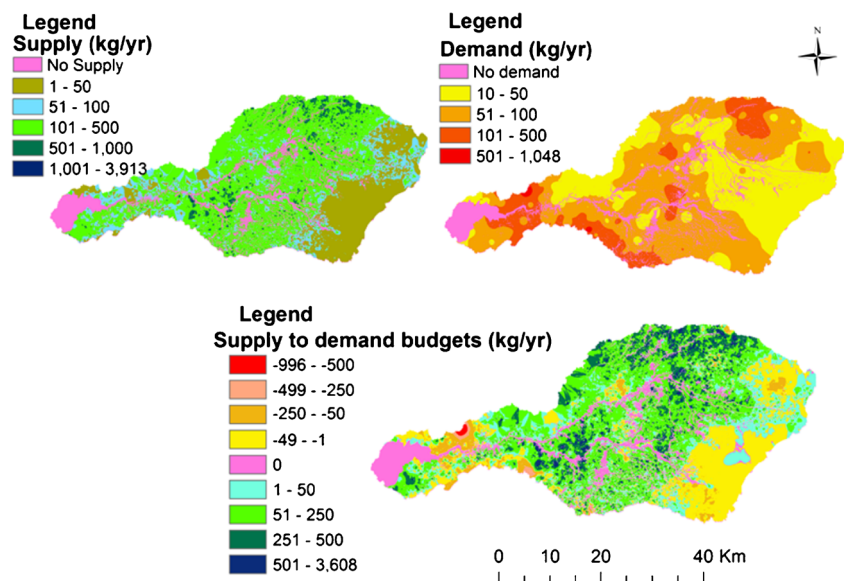 Legend
Supply (kg/yr)
No Supply
1 - 50
51 - 100
101 - 500
501 - 1,000
1,001 - 3,913
Legend
Demand (kg/yr)
No demand
10 - 50
51 - 100
101 - 500
501 - 1,048
N
Legend
Supply to demand budgets (kg/yr)
-996 - -500
-499 - -250
-250 - -50
-49 - -1
0
1 - 50
51 - 250
251 - 500
501 - 3,608
0 10 20 40 Km